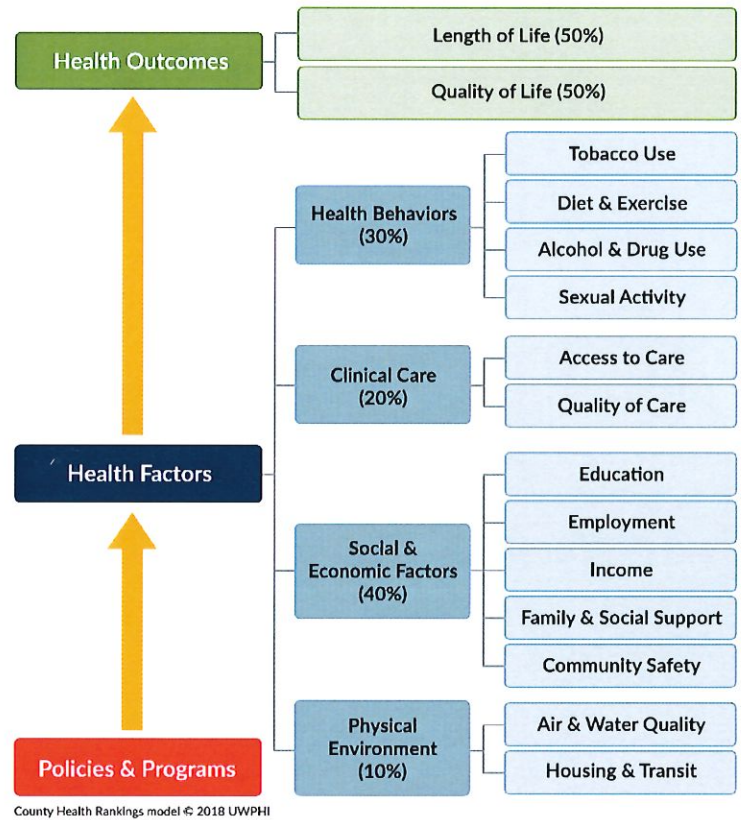 Health Outcomes
Length of Life (50%)
Quality of Life (50%)
Health Factors
Health Behaviors
(30%)
Tobacco Use
Diet & Exercise
Alcohol & Drug Use
Sexual Activity
Clinical Care
(20%)
Access to Care
Quality of Care
Social &
Economic Factors
(40%)
Education
Employment
Income
Family & Social Support
Community Safety
Physical
Environment
(10%)
Air & Water Quality
Housing & Transit
Policies & Programs
County Health Rankings model © 2018 UWPHI